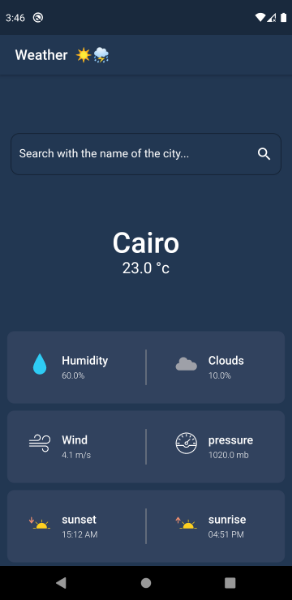 3:46
Weather ☀️⛈️
Search with the name of the city...
Cairo
23.0 °c
Humidity
60.0%
Clouds
10.0%
Wind
4.1 m/s
pressure
1020.0 mb
sunset
15:12 AM
sunrise
04:51 PM